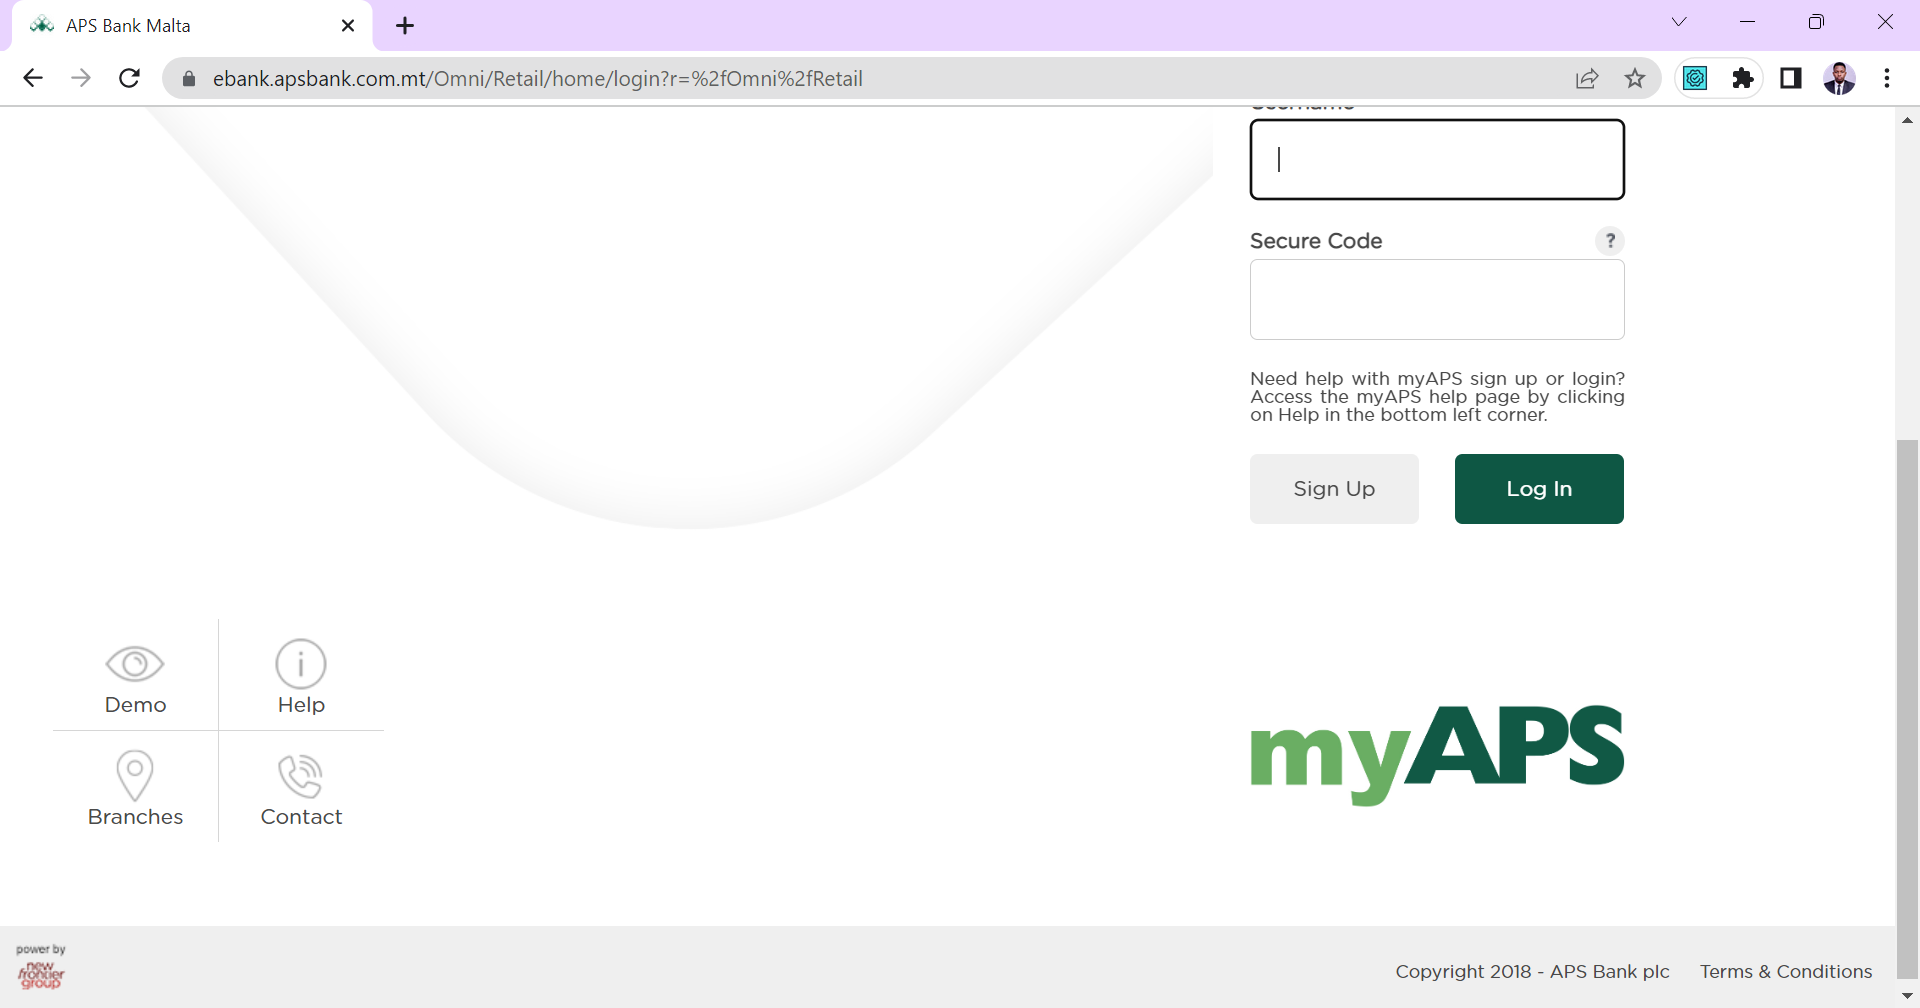 APS Bank Malta
ebank.apsbank.com.mt/Omni/Retail/home/login?r=%2fOmni%2fRetail
Username
Secure Code ?
Need help with myAPS sign up or login?
Access the myAPS help page by clicking
on Help in the bottom left corner.
Sign Up Log In
Demo Help
Branches Contact
myAPS
power by
new
frontier
group
Copyright 2018 - APS Bank plc Terms & Conditions